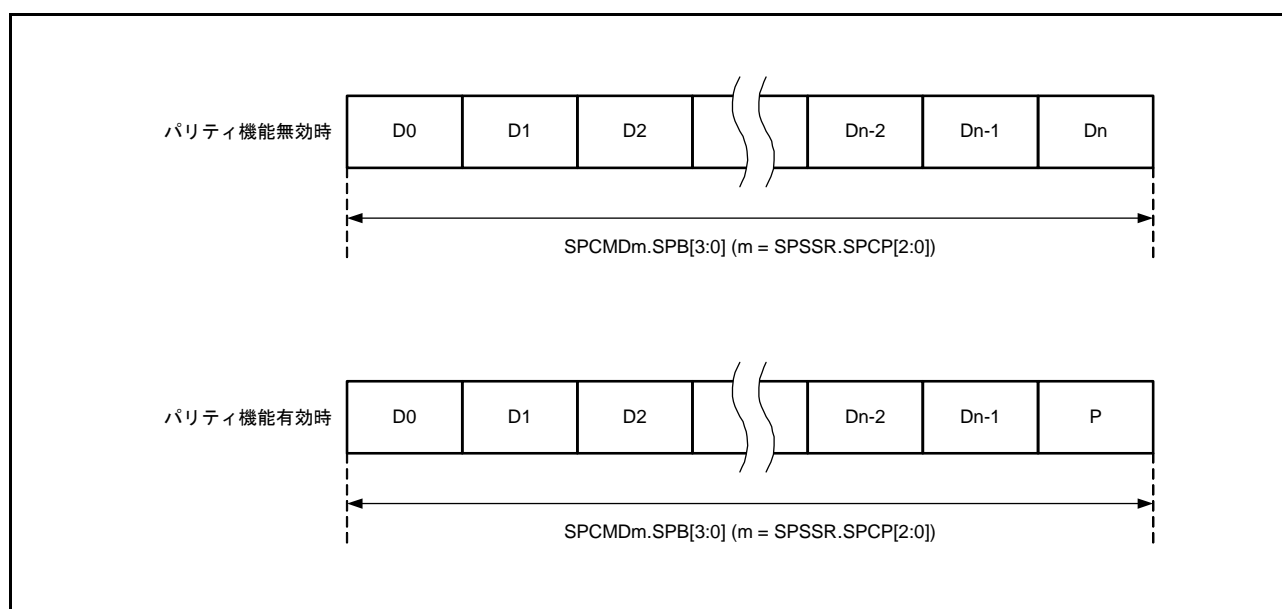 パリティ機能無効時 D0 D1 D2 Dn-2 Dn-1 Dn
SPCMDm.SPB[3:0] (m = SPSSR.SPCP[2:0])
パリティ機能有効時 D0 D1 D2 Dn-2 Dn-1 P
SPCMDm.SPB[3:0] (m = SPSSR.SPCP[2:0])